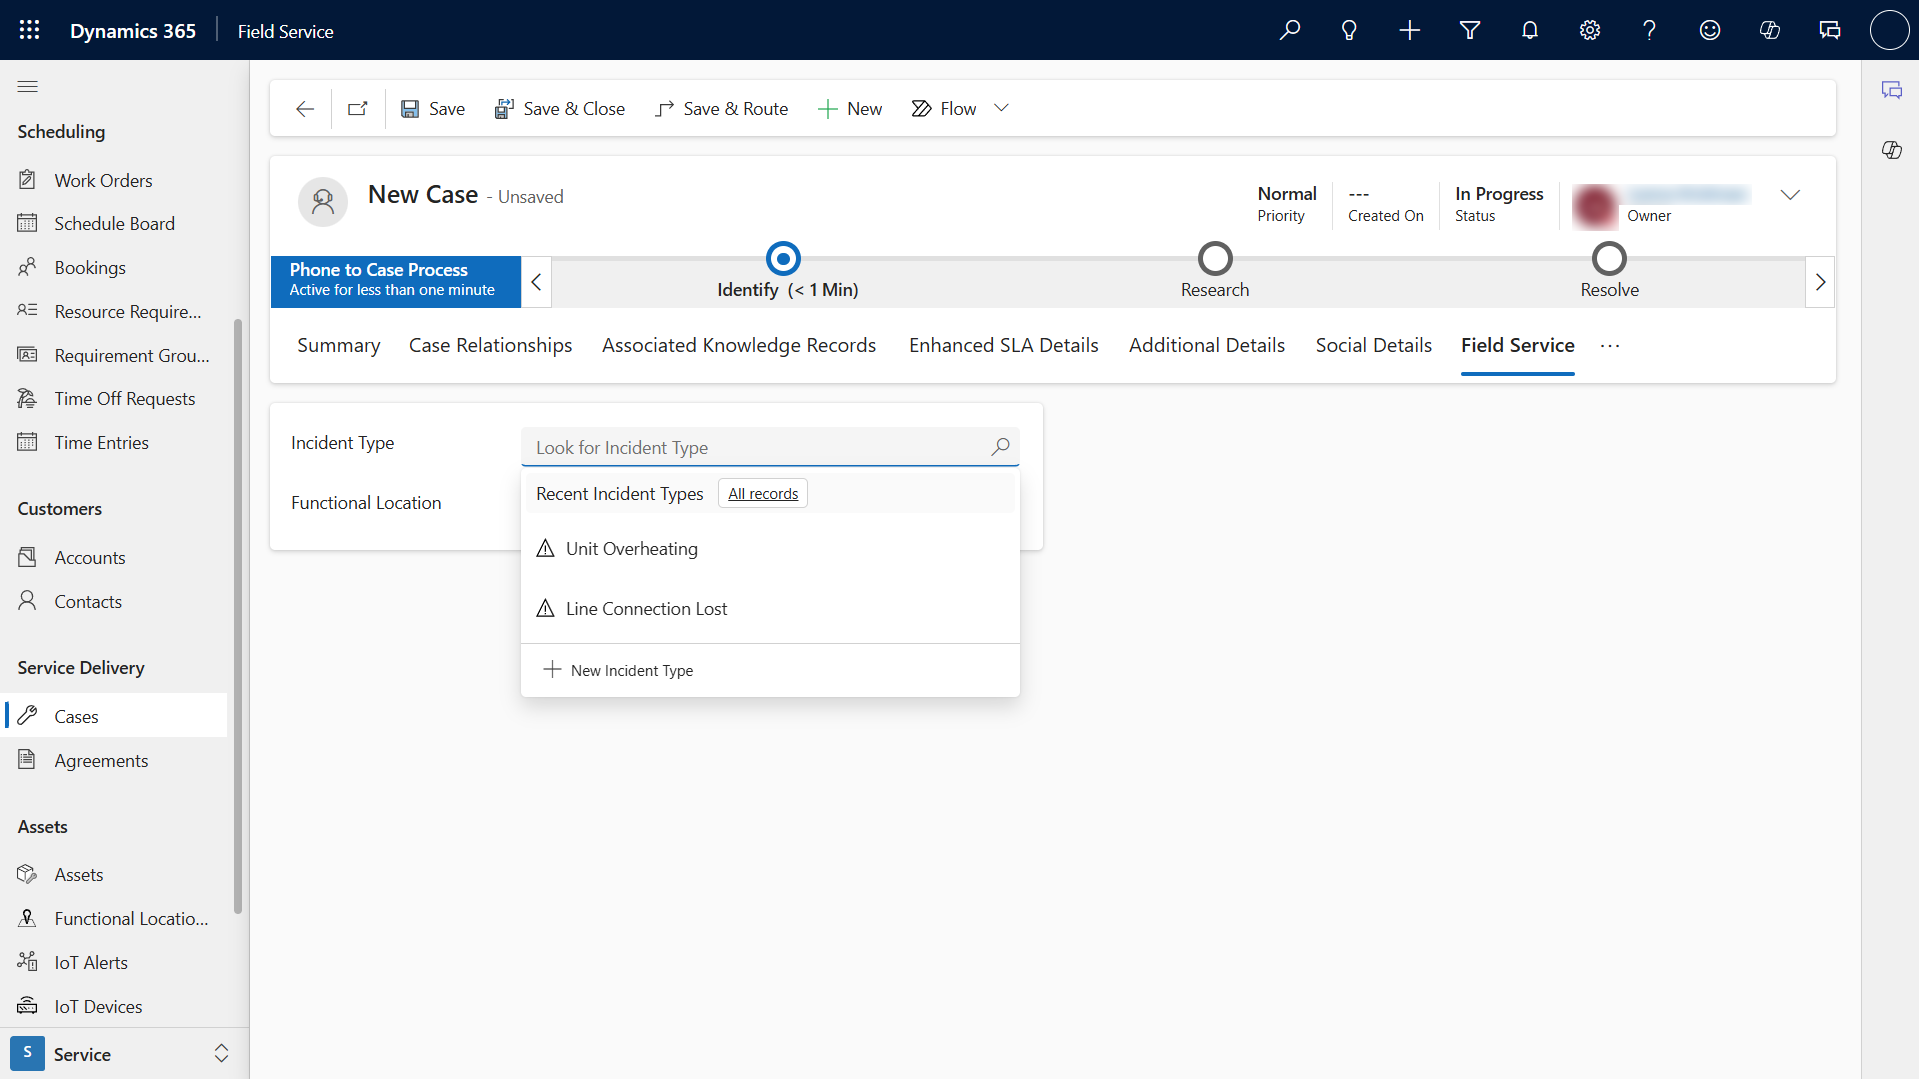 Dynamics 365
Field Service
Save
Save & Close
Save & Route
New
Flow
Scheduling
Work Orders
Schedule Board
Bookings
Resource Require...
Requirement Grou...
Time Off Requests
Time Entries
Customers
Accounts
Contacts
Service Delivery
Cases
Agreements
Assets
Assets
Functional Locatio...
IoT Alerts
IoT Devices
S
Service
New Case - Unsaved
Normal
Priority
---
Created On
In Progress
Status
Owner
Phone to Case Process
Active for less than one minute
Identify (< 1 Min)
Research
Resolve
Summary
Case Relationships
Associated Knowledge Records
Enhanced SLA Details
Additional Details
Social Details
Field Service
...
Incident Type
Look for Incident Type
Functional Location
Recent Incident Types
All records
Unit Overheating
Line Connection Lost
New Incident Type